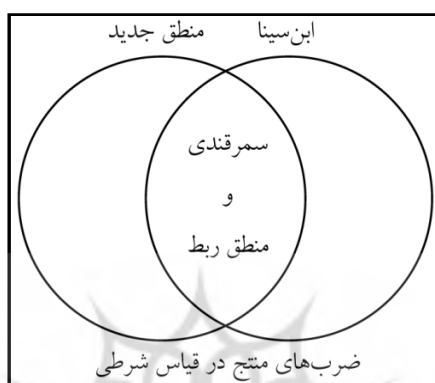 ابن‌سینا
منطق جدید
سمرقندی
و
منطق ربط
ضرب‌های منتج در قیاس شرطی